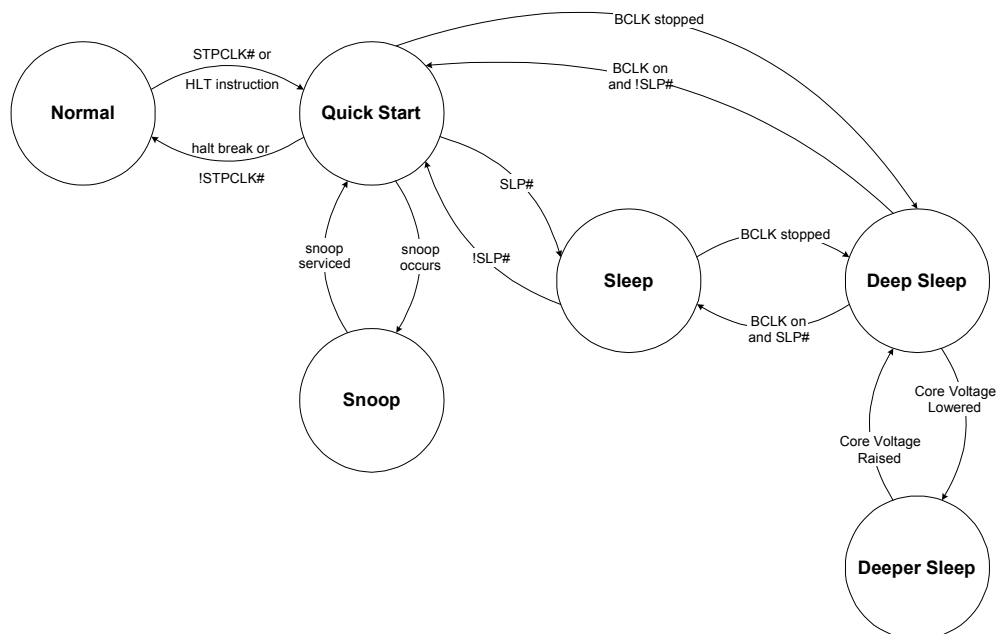 BCLK stopped
STPCLK# or
HLT instruction
BCLK on
and !SLP#
Normal
Quick Start
halt break or
!STPCLK#
SLP#
BCLK stopped
snoop
serviced
snoop
occurs
!SLP#
Sleep
Deep Sleep
BCLK on
and SLP#
Snoop
Core Voltage
Lowered
Core Voltage
Raised
Deeper Sleep